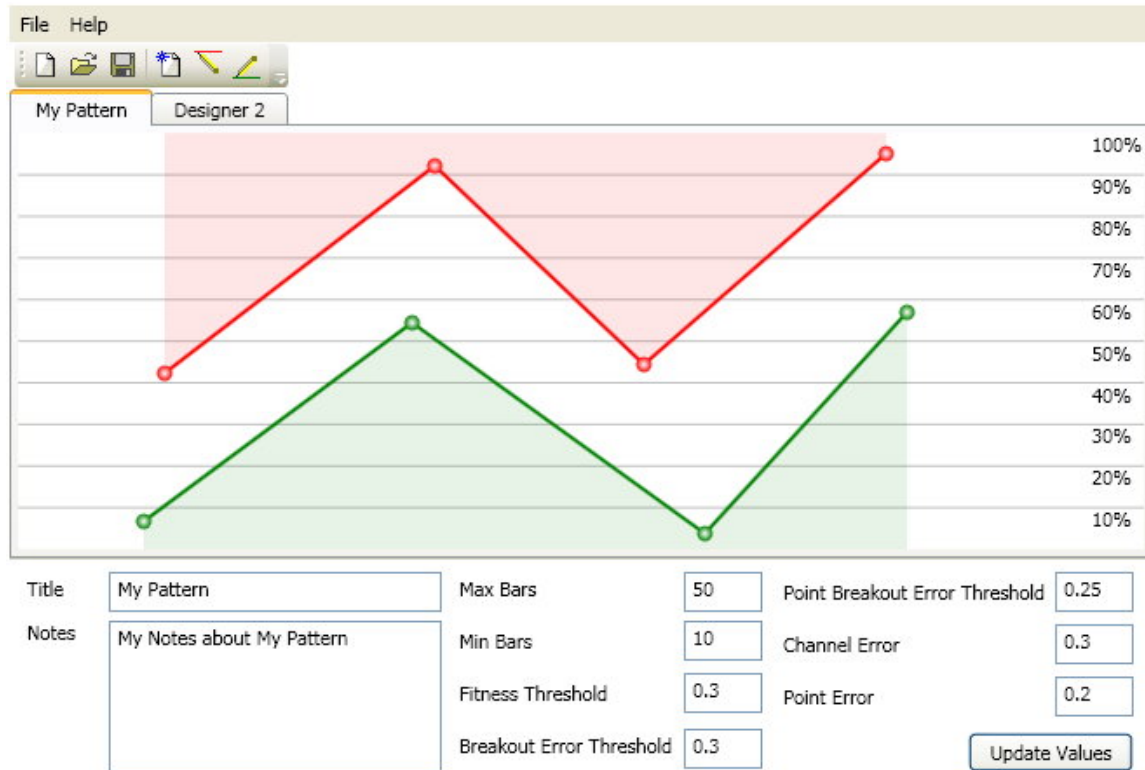 File Help
My Pattern Designer 2
100%
90%
80%
70%
60%
50%
40%
30%
20%
10%
Title My Pattern Max Bars 50 Point Breakout Error Threshold 0.25
Notes My Notes about My Pattern Min Bars 10 Channel Error 0.3
Fitness Threshold 0.3 Point Error 0.2
Breakout Error Threshold 0.3 Update Values